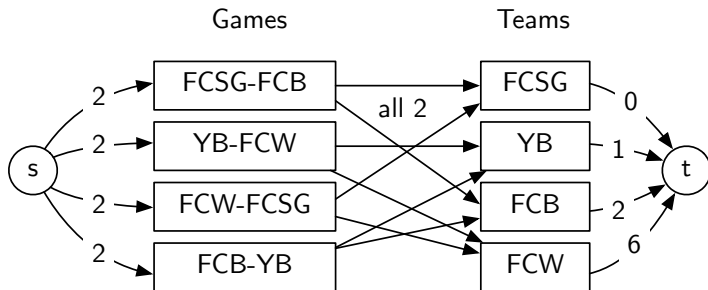 Games Teams
FCSG-FCB FCSG
2 all 2 0
YB-FCW YB
2 1
s t
FCW-FCSG FCB
2 2
FCB-YB FCW
2 6